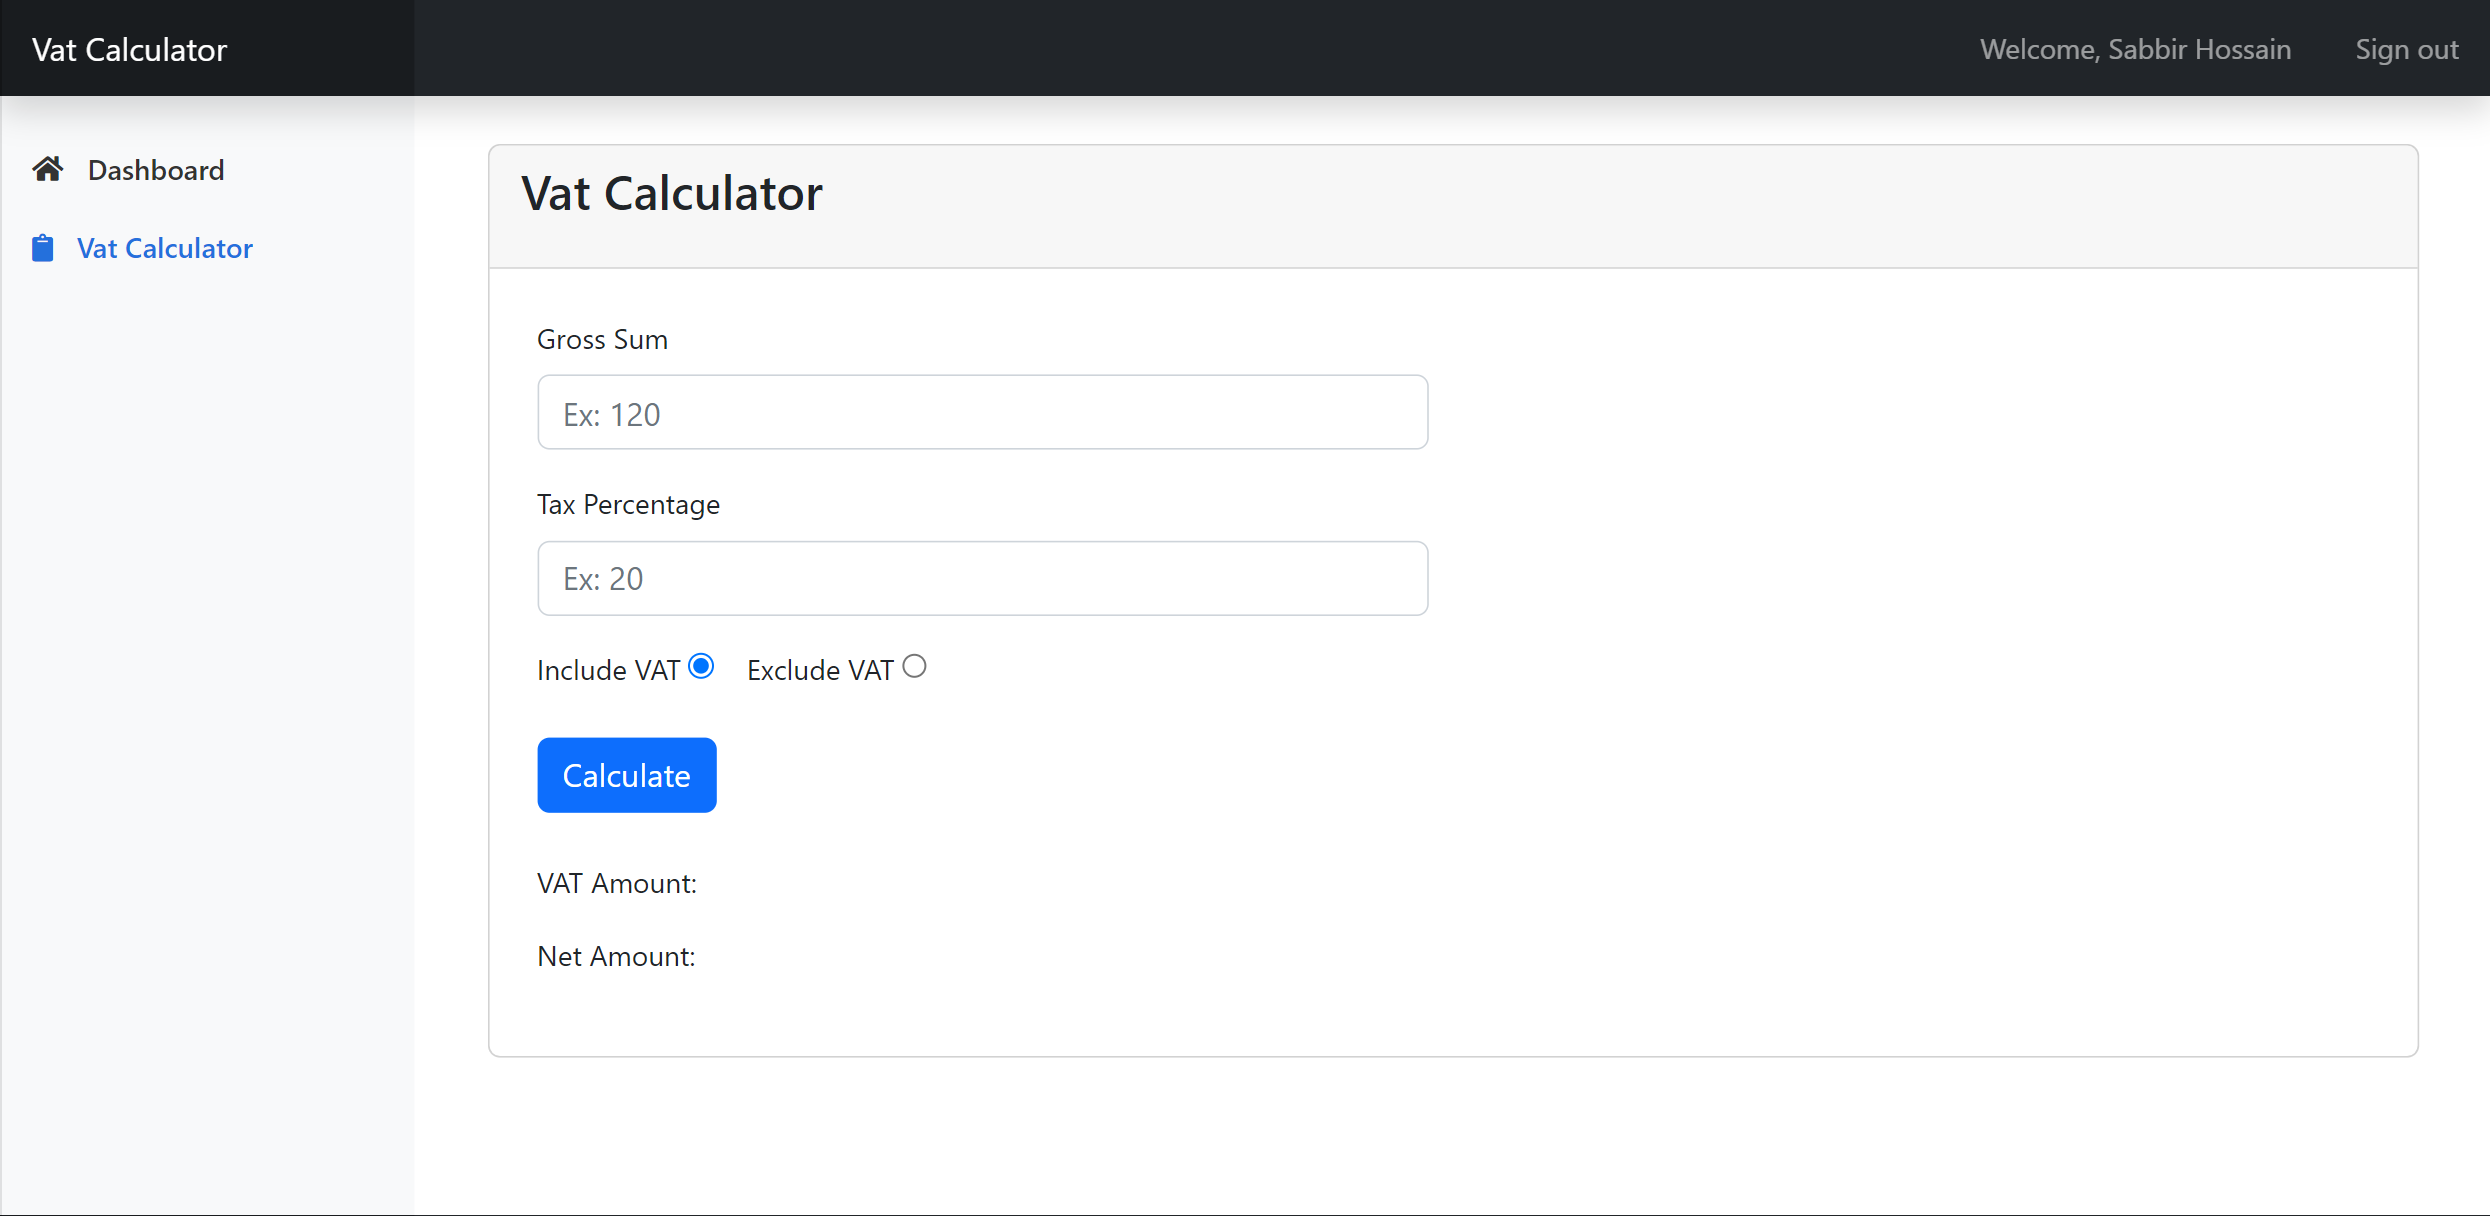 Vat Calculator
Welcome, Sabbir Hossain
Sign out
Dashboard
Vat Calculator
Vat Calculator
Gross Sum
Ex: 120
Tax Percentage
Ex: 20
Include VAT Exclude VAT
Calculate
VAT Amount:
Net Amount: